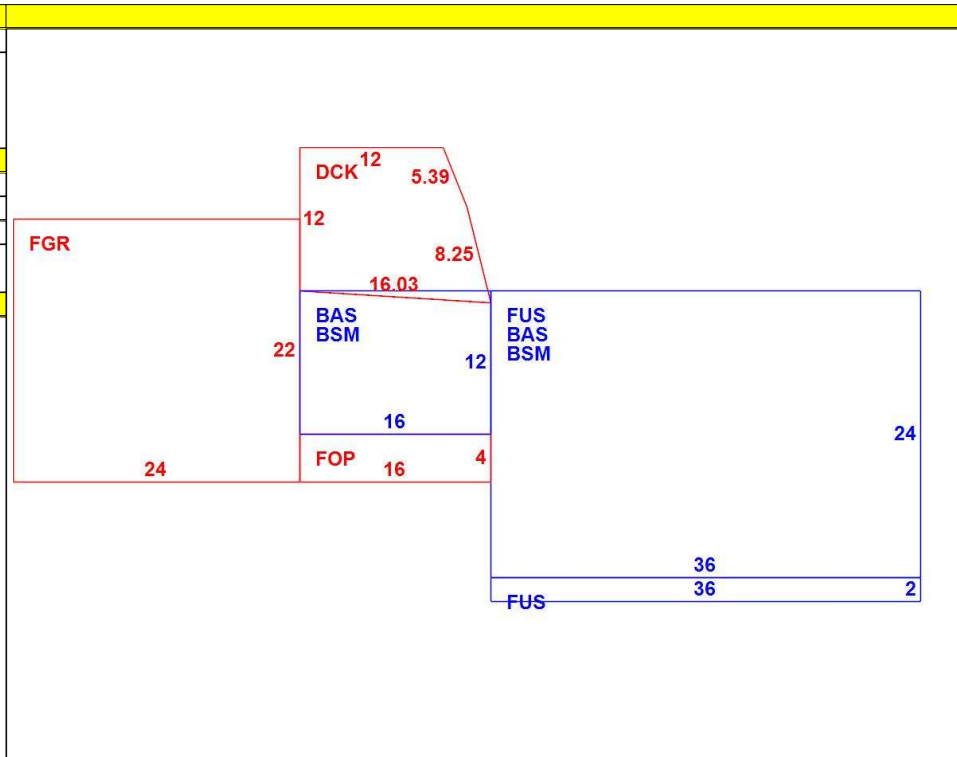 DCK 12
5.39
12
FGR
8.25
16.03
BAS
BSM
FUS
BAS
BSM
22
12
16
24
FOP
16
4
24
36
36
2
FUS